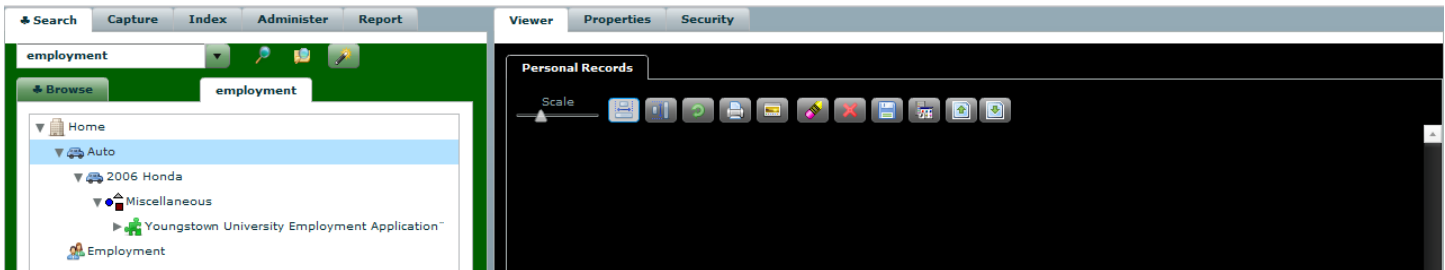 Search Capture Index Administer Report
employment
Browse employment
Home
Auto
2006 Honda
Miscellaneous
Youngstown University Employment Application~
Employment
Viewer Properties Security
Personal Records
Scale